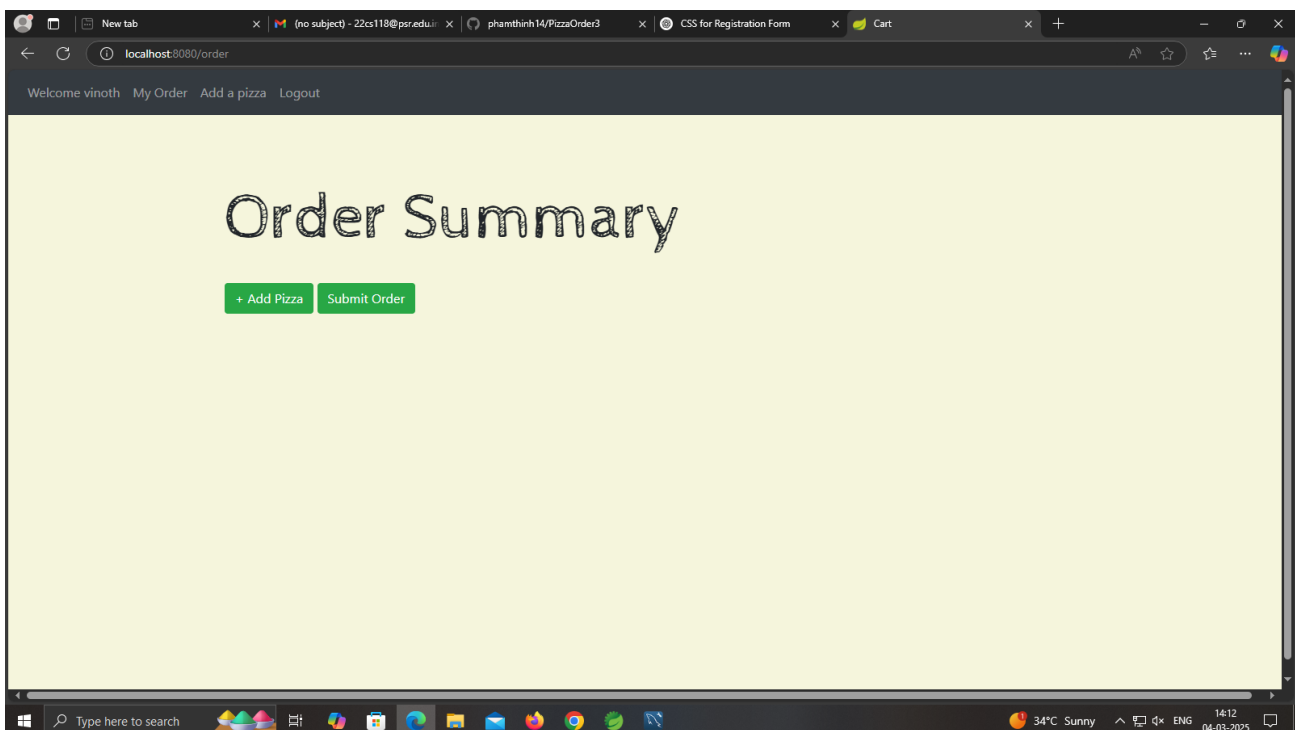 New tab
(no subject) - 22cs118@psr.edu.in
phamthinh14/PizzaOrder3
CSS for Registration Form
Cart
localhost:8080/order
Welcome vinoth My Order Add a pizza Logout
Order Summary
+ Add Pizza Submit Order
Type here to search
34°C Sunny
ENG
14:12
04-03-2025